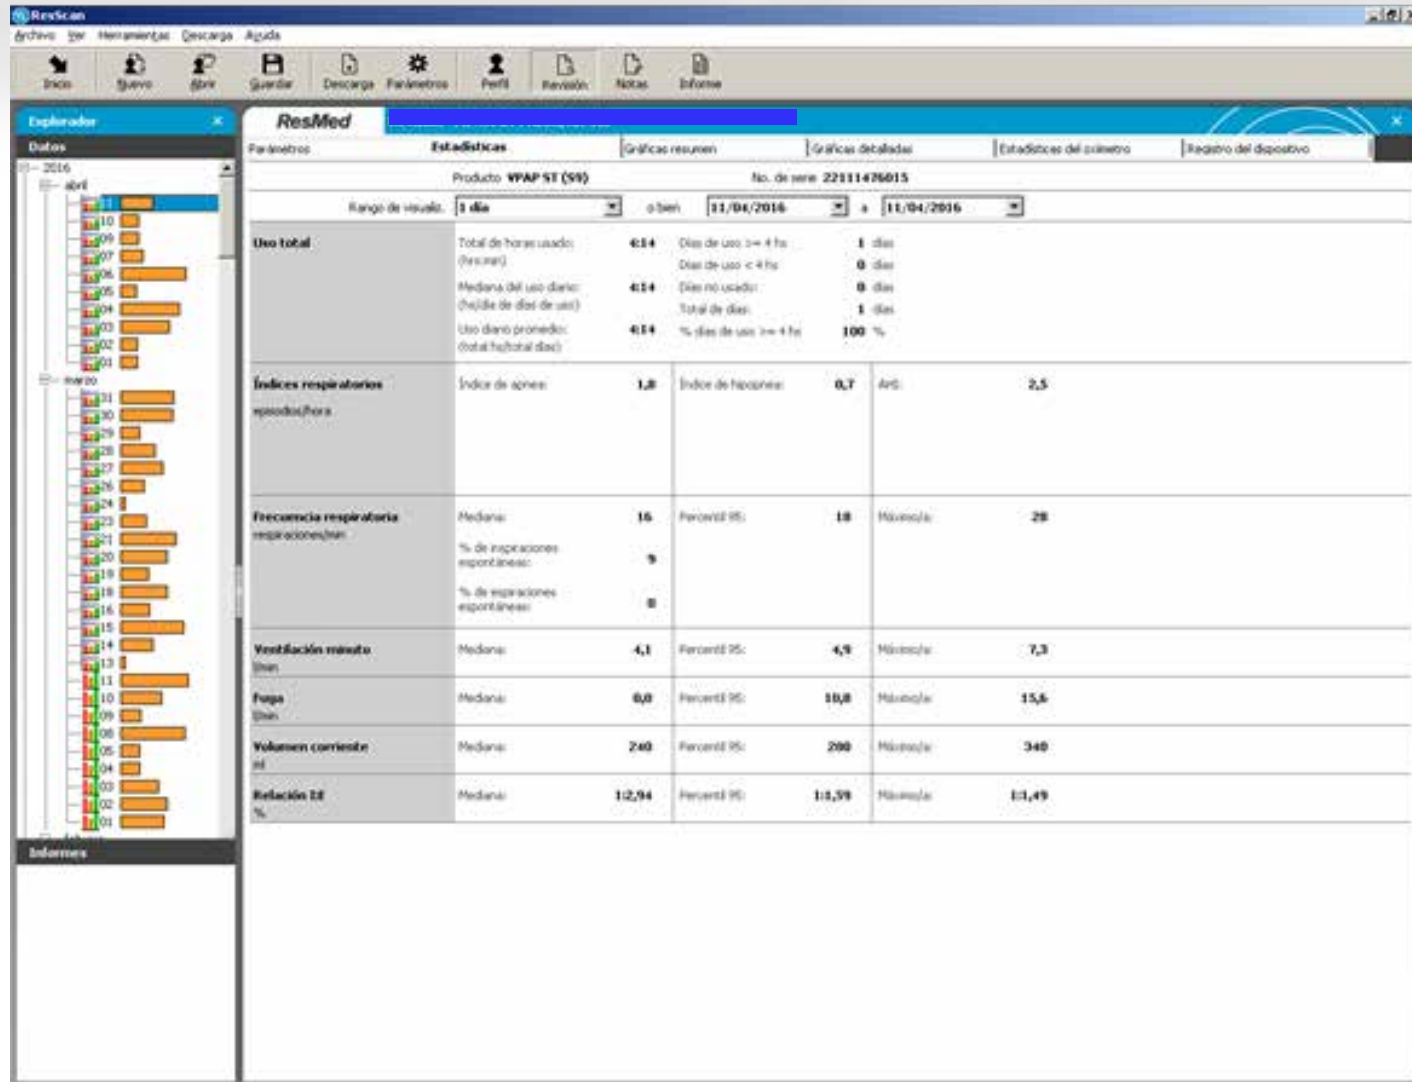 ResScan
Archivo Ver Herramientas Descarga Ayuda
Inicio Nuevo Abrir Guardar Descarga Parámetros Perfil Revisión Notas Informe
Explorador
Datos
2016
abril
11
10
09
07
06
05
04
03
02
01
marzo
31
30
29
28
27
26
24
23
21
20
19
18
16
15
14
13
11
10
09
08
05
04
03
02
01
febrero
Informes
ResMed
Parámetros Estadísticas Gráficas resumen Gráficas detalladas Estadísticas del oxímetro Registro del dispositivo
Producto VPAP ST (S9) No. de serie 22111476015
Rango de visualiz. 1 día o bien 11/04/2016 a 11/04/2016
Uso total Total de horas usado: 4:14 Días de uso >= 4 hs 1 días
(hrs:min) Días de uso < 4 hs 0 días
Mediana del uso diario: 4:14 Días no usado: 0 días
(hs/día de días de uso) Total de días: 1 días
Uso diario promedio: 4:14 % días de uso >= 4 hs 100 %
(total hs/total días)
Índices respiratorios Índice de apnea: 1,8 Índice de hipopnea: 0,7 AHI: 2,5
episodios/hora
Frecuencia respiratoria Mediana: 16 Percentil 95: 18 Máximo/a: 28
respiraciones/min
% de inspiraciones
espontáneas: 9
% de espiraciones
espontáneas:
Ventilación minuto Mediana: 4,1 Percentil 95: 4,9 Máximo/a: 7,3
l/min
Fuga Mediana: 0,0 Percentil 95: 10,8 Máximo/a: 15,6
l/min
Volumen corriente Mediana: 240 Percentil 95: 280 Máximo/a: 340
ml
Relación I:E Mediana: 1:2,94 Percentil 95: 1:1,59 Máximo/a: 1:1,49
%